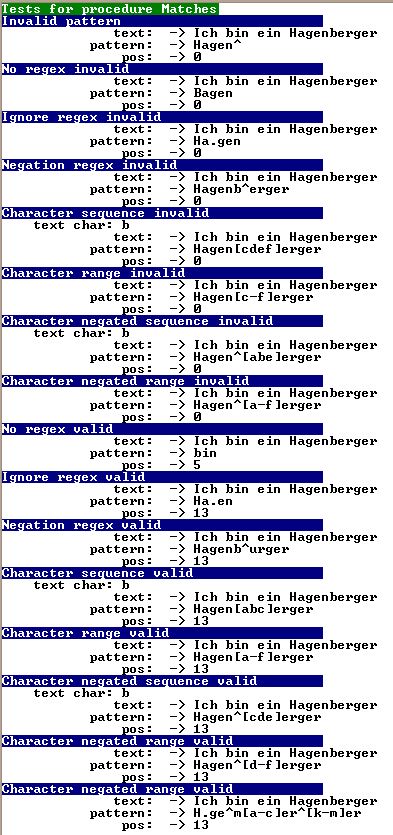 Tests for procedure Matches
Invalid pattern
text: -> Ich bin ein Hagenberger
pattern: -> Hagen^
pos: -> 0
No regex invalid
text: -> Ich bin ein Hagenberger
pattern: -> Bagen
pos: -> 0
Ignore regex invalid
text: -> Ich bin ein Hagenberger
pattern: -> Ha.gen
pos: -> 0
Negation regex invalid
text: -> Ich bin ein Hagenberger
pattern: -> Hagenb^erger
pos: -> 0
Character sequence invalid
text char: b
text: -> Ich bin ein Hagenberger
pattern: -> Hagen[cdef]erger
pos: -> 0
Character range invalid
text: -> Ich bin ein Hagenberger
pattern: -> Hagen[c-f]erger
pos: -> 0
Character negated sequence invalid
text char: b
text: -> Ich bin ein Hagenberger
pattern: -> Hagen^[abe]erger
pos: -> 0
Character negated range invalid
text: -> Ich bin ein Hagenberger
pattern: -> Hagen^[a-f]erger
pos: -> 0
No regex valid
text: -> Ich bin ein Hagenberger
pattern: -> bin
pos: -> 5
Ignore regex valid
text: -> Ich bin ein Hagenberger
pattern: -> Ha.en
pos: -> 13
Negation regex valid
text: -> Ich bin ein Hagenberger
pattern: -> Hagenb^urger
pos: -> 13
Character sequence valid
text char: b
text: -> Ich bin ein Hagenberger
pattern: -> Hagen[abc]erger
pos: -> 13
Character range valid
text: -> Ich bin ein Hagenberger
pattern: -> Hagen[a-f]erger
pos: -> 13
Character negated sequence valid
text char: b
text: -> Ich bin ein Hagenberger
pattern: -> Hagen^[cde]erger
pos: -> 13
Character negated range valid
text: -> Ich bin ein Hagenberger
pattern: -> Hagen^[d-f]erger
pos: -> 13
Character negated range valid
text: -> Ich bin ein Hagenberger
pattern: -> H.ge^m[a-c]er^[k-m]er
pos: -> 13